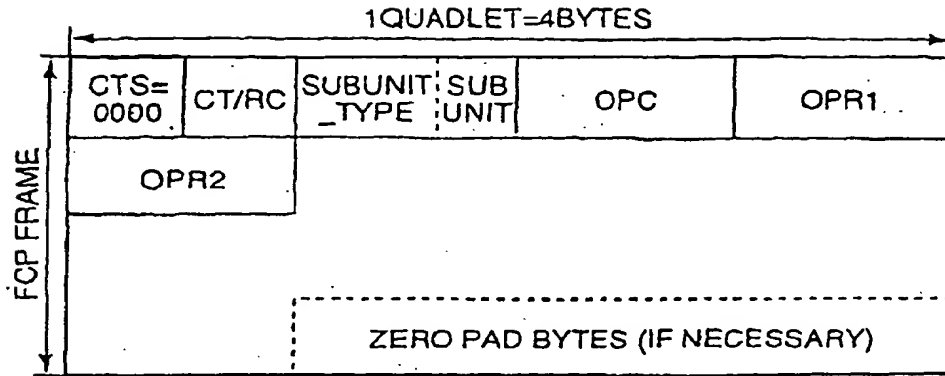 1QUADLET=4BYTES
CTS=
0000
CT/RC
SUBUNIT
_TYPE
SUB
UNIT
OPC
OPR1
OPR2
FCP FRAME
ZERO PAD BYTES (IF NECESSARY)